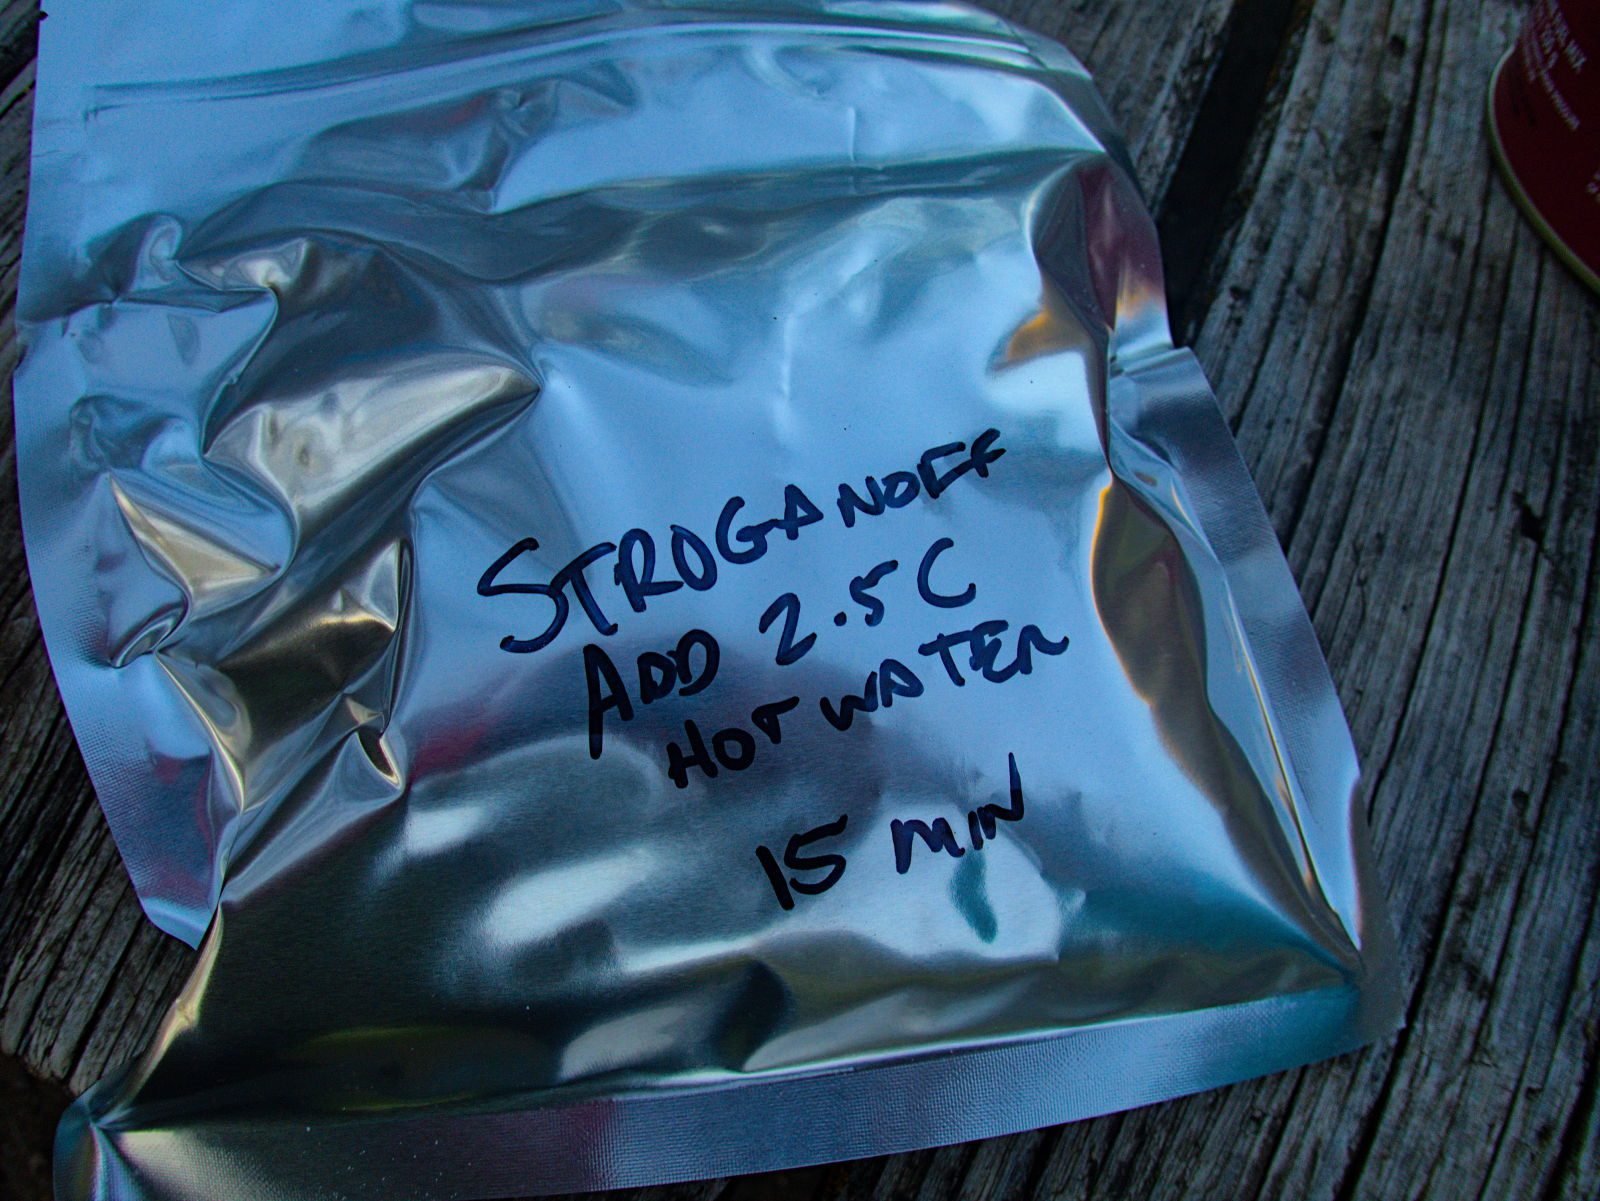 STROGANOFF
ADD 2.5C
HOT WATER
15 MIN